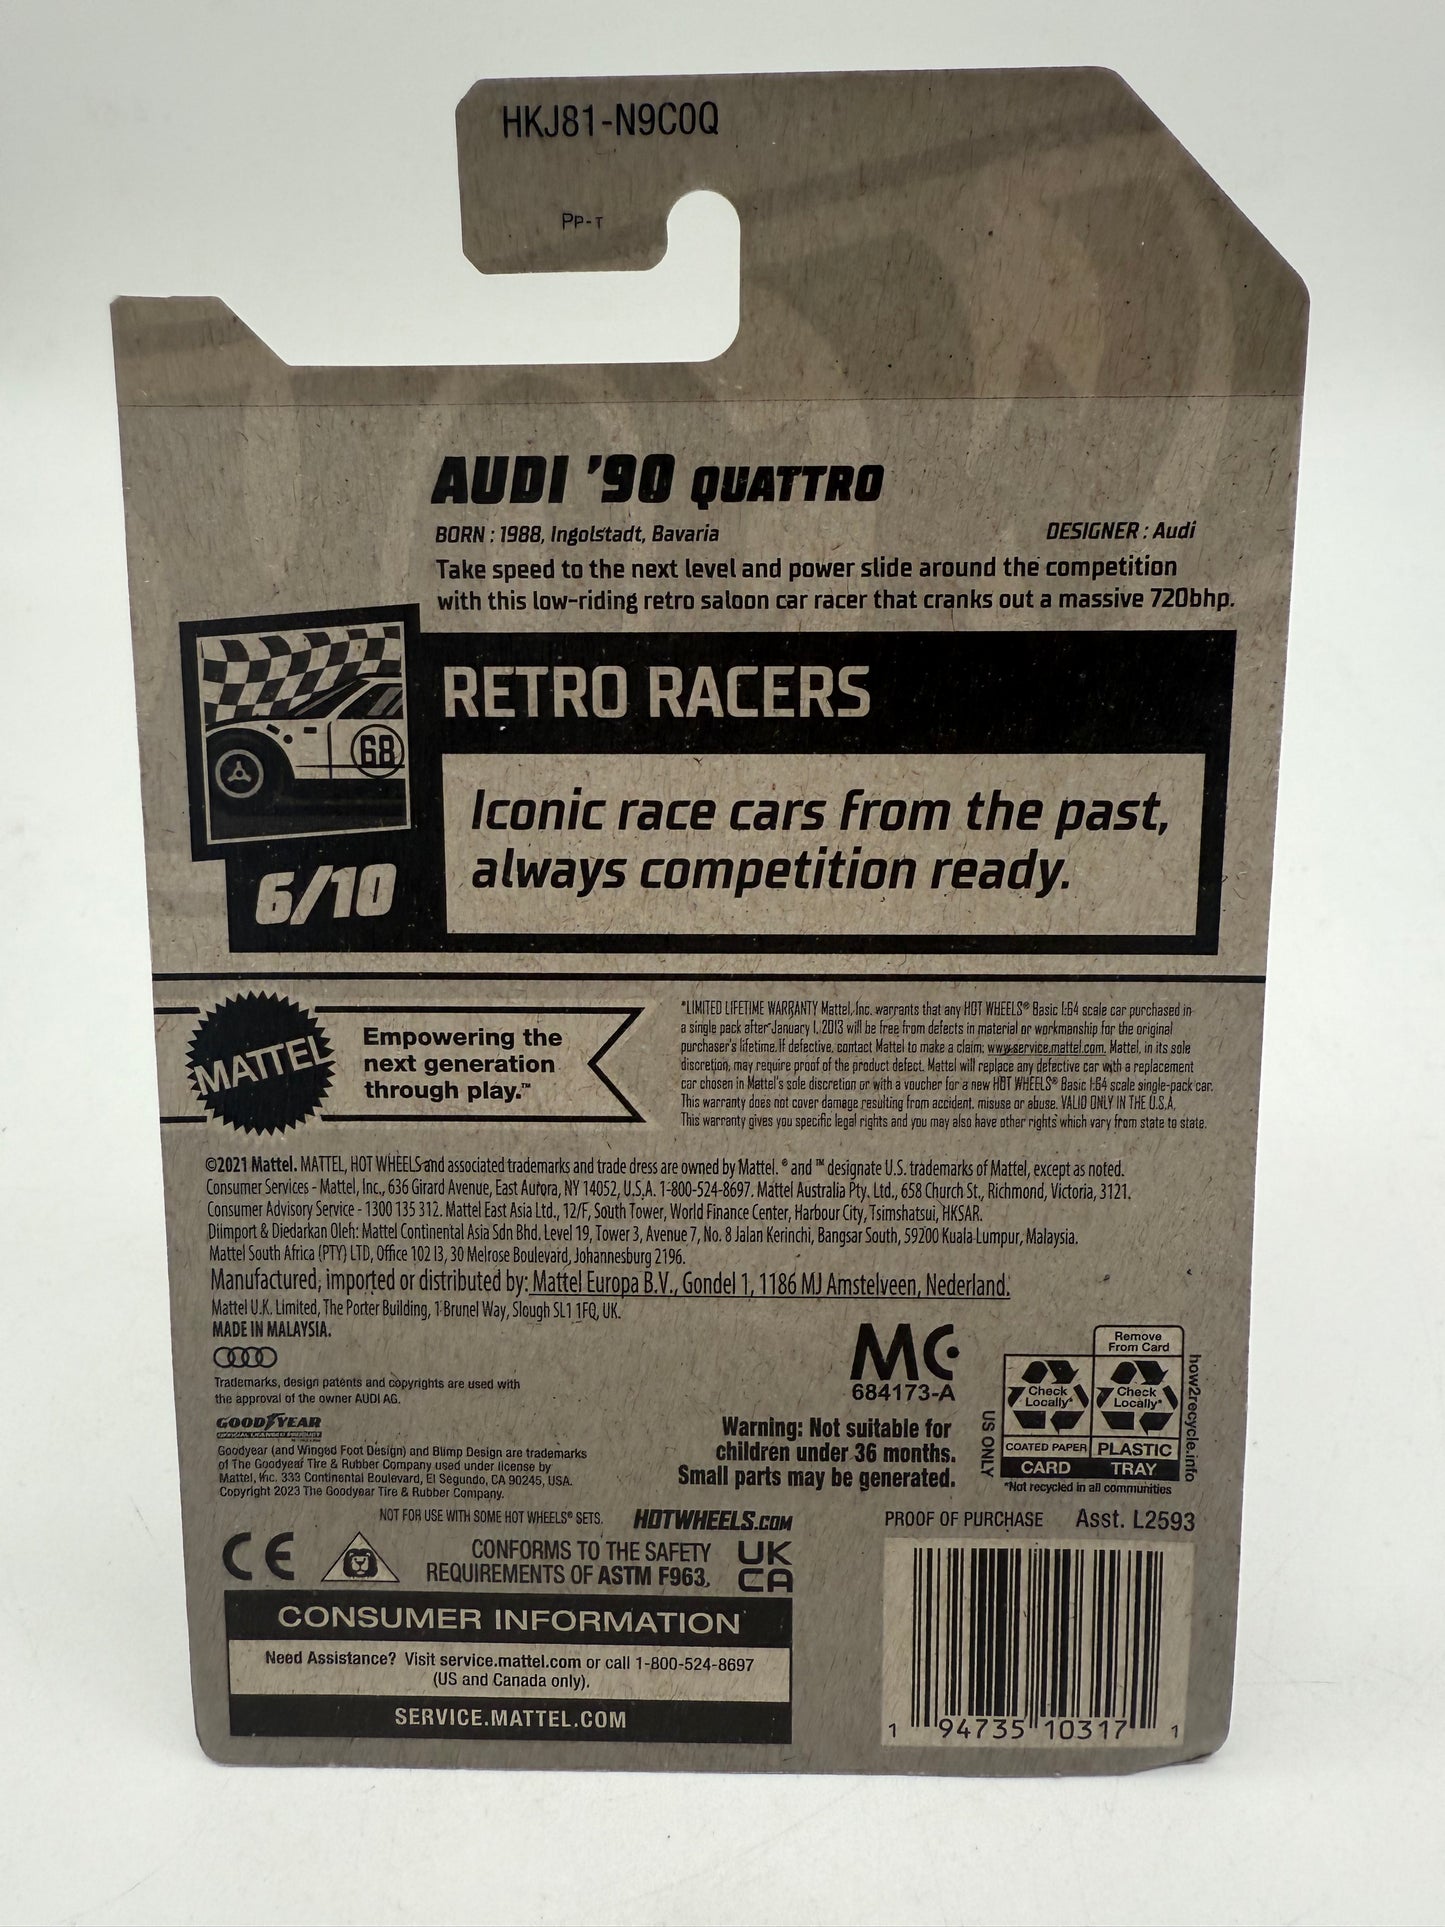 HKJ81-N9C0Q
PP-T
AUDI '90 QUATTRO
BORN : 1988, Ingolstadt, Bavaria
DESIGNER : Audi
Take speed to the next level and power slide around the competition
with this low-riding retro saloon car racer that cranks out a massive 720bhp.
68
RETRO RACERS
Iconic race cars from the past,
always competition ready.
6/10
MATTEL
Empowering the
next generation
through play.™
*LIMITED LIFETIME WARRANTY Mattel, Inc. warrants that any HOT WHEELS® Basic 1:64 scale car purchased in
a single pack after January 1, 2013 will be free from defects in material or workmanship for the original
purchaser's lifetime. If defective, contact Mattel to make a claim; www.service.mattel.com. Mattel, in its sole
discretion, may require proof of the product defect. Mattel will replace any defective car with a replacement
car chosen in Mattel's sole discretion or with a voucher for a new HOT WHEELS® Basic 1:64 scale single-pack car.
This warranty does not cover damage resulting from accident, misuse or abuse. VALID ONLY IN THE U.S.A.
This warranty gives you specific legal rights and you may also have other rights which vary from state to state.
©2021 Mattel. MATTEL, HOT WHEELS and associated trademarks and trade dress are owned by Mattel. ® and ™ designate U.S. trademarks of Mattel, except as noted.
Consumer Services - Mattel, Inc., 636 Girard Avenue, East Aurora, NY 14052, U.S.A. 1-800-524-8697. Mattel Australia Pty. Ltd., 658 Church St., Richmond, Victoria, 3121.
Consumer Advisory Service - 1300 135 312. Mattel East Asia Ltd., 12/F, South Tower, World Finance Center, Harbour City, Tsimshatsui, HKSAR.
Diimport & Diedarkan Oleh: Mattel Continental Asia Sdn Bhd. Level 19, Tower 3, Avenue 7, No. 8 Jalan Kerinchi, Bangsar South, 59200 Kuala Lumpur, Malaysia.
Mattel South Africa (PTY) LTD, Office 102 I3, 30 Melrose Boulevard, Johannesburg 2196.
Manufactured, imported or distributed by: Mattel Europa B.V., Gondel 1, 1186 MJ Amstelveen, Nederland.
Mattel U.K. Limited, The Porter Building, 1 Brunel Way, Slough SL1 1FQ, UK.
MADE IN MALAYSIA.
Trademarks, design patents and copyrights are used with
the approval of the owner AUDI AG.
GOODYEAR
Goodyear (and Winged Foot Design) and Blimp Design are trademarks
of The Goodyear Tire & Rubber Company used under license by
Mattel, Inc. 333 Continental Boulevard, El Segundo, CA 90245, USA.
Copyright 2023 The Goodyear Tire & Rubber Company.
MC
684173-A
Warning: Not suitable for
children under 36 months.
Small parts may be generated.
US ONLY
Remove
From Card
Check
Locally*
Check
Locally*
COATED PAPER
PLASTIC
CARD
TRAY
how2recycle.info
*Not recycled in all communities
NOT FOR USE WITH SOME HOT WHEELS® SETS.
HOTWHEELS.COM
PROOF OF PURCHASE
Asst. L2593
CE
CONFORMS TO THE SAFETY
REQUIREMENTS OF ASTM F963.
UK
CA
CONSUMER INFORMATION
Need Assistance? Visit service.mattel.com or call 1-800-524-8697
(US and Canada only).
SERVICE.MATTEL.COM
1 94735 10317 1